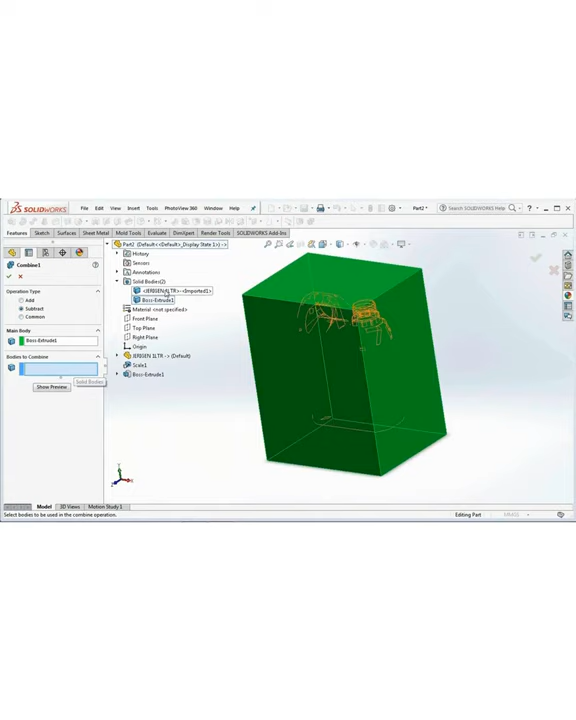 SOLIDWORKS File Edit View Insert Tools PhotoView 360 Window Help Part2 * Search SOLIDWORKS Help
Features Sketch Surfaces Sheet Metal Mold Tools Evaluate DimXpert Render Tools SOLIDWORKS Add-Ins
Combine1
Operation Type
Add
Subtract
Common
Main Body
Boss-Extrude1
Bodies to Combine
Solid Bodies
Show Preview
Part2 (Default<<Default>_Display State 1>) ->
History
Sensors
Annotations
Solid Bodies(2)
Boss-Extrude1
Material <not specified>
Front Plane
Top Plane
Right Plane
Origin
Scale1
Boss-Extrude1
Model 3D Views Motion Study 1
Select bodies to be used in the combine operation. Editing Part MMGS